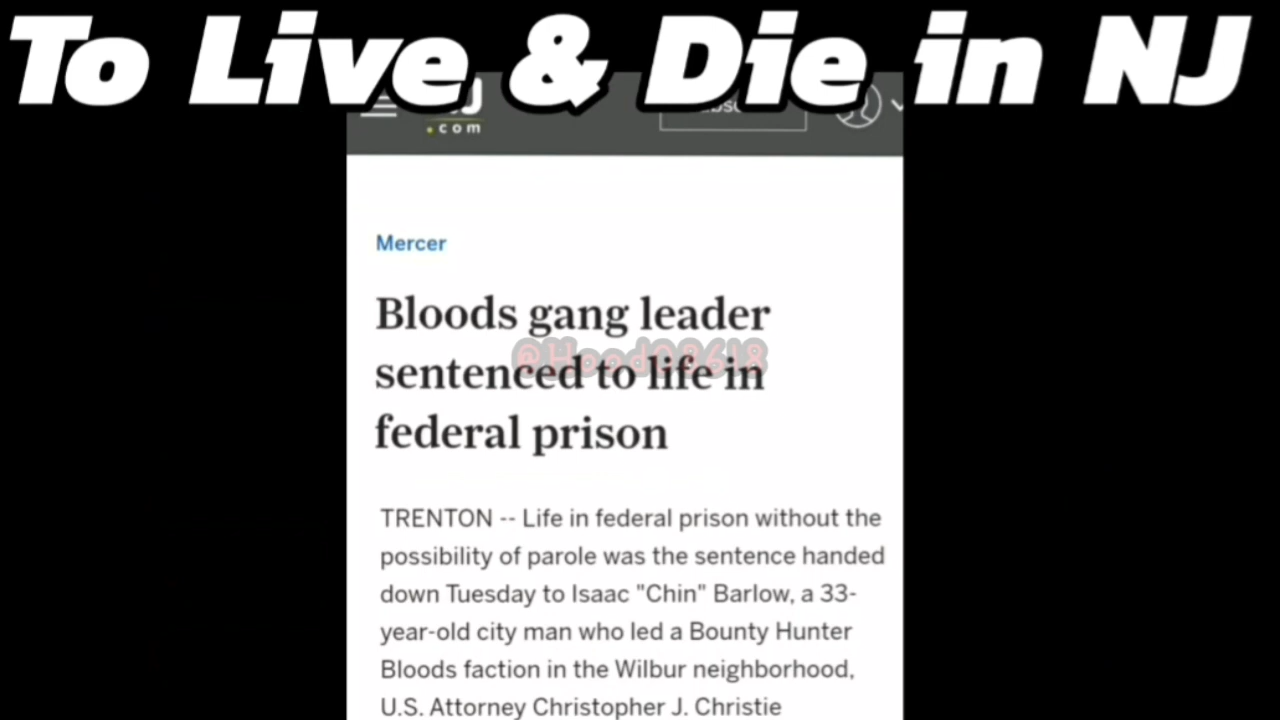 To Live & Die in NJ
.com
Mercer
Bloods gang leader
@Hood08618
sentenced to life in
federal prison
TRENTON -- Life in federal prison without the
possibility of parole was the sentence handed
down Tuesday to Isaac "Chin" Barlow, a 33-
year-old city man who led a Bounty Hunter
Bloods faction in the Wilbur neighborhood,
U.S. Attorney Christopher J. Christie